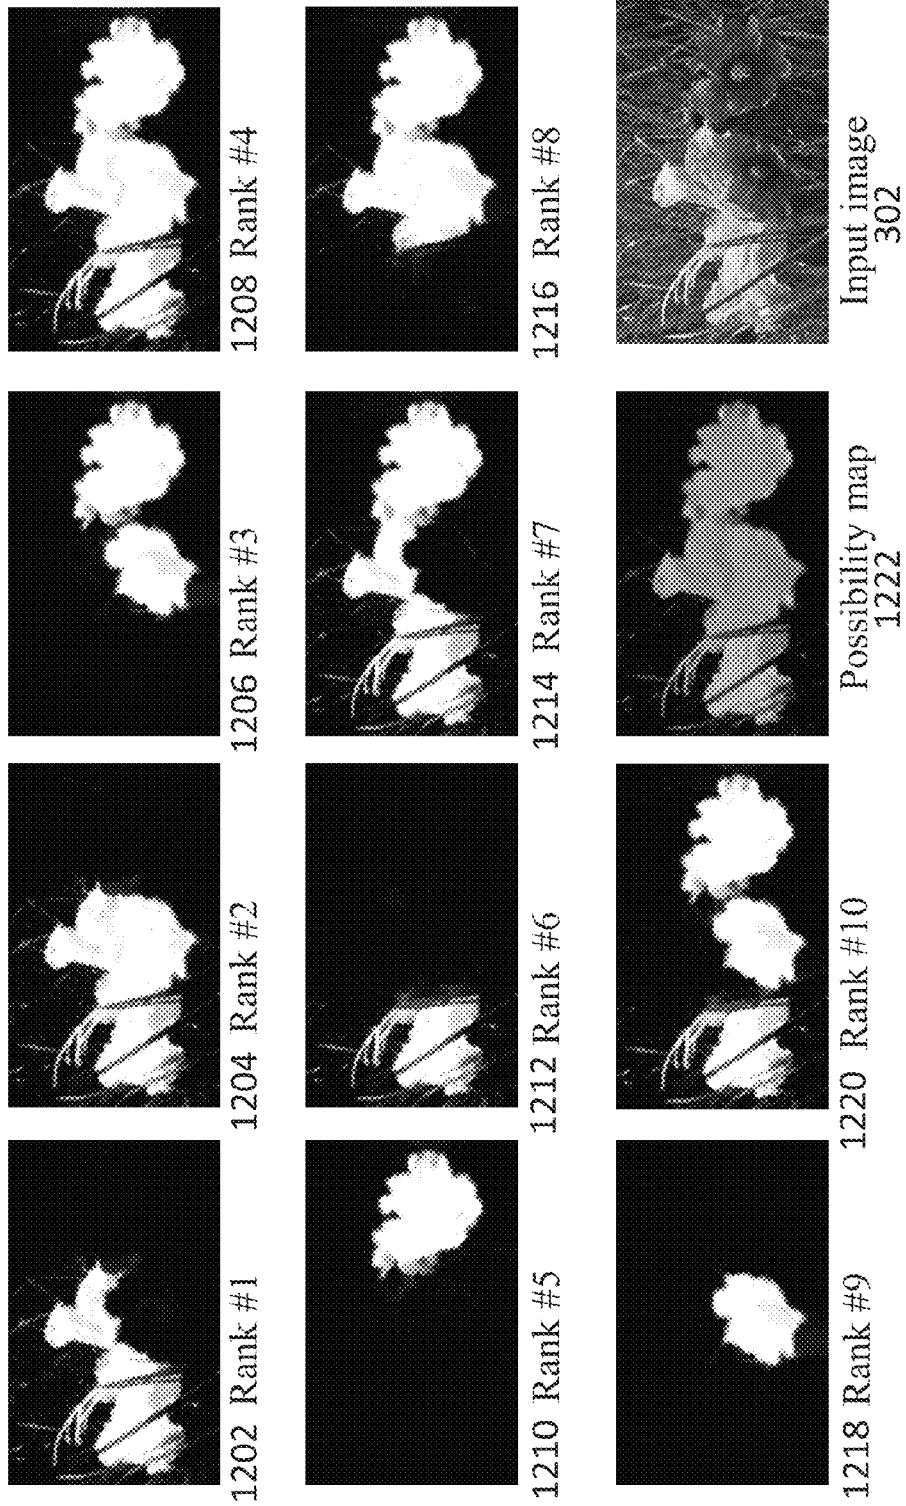 1202 Rank #1
1204 Rank #2
1206 Rank #3
1208 Rank #4
1210 Rank #5
1212 Rank #6
1214 Rank #7
1216 Rank #8
1218 Rank #9
1220 Rank #10
Possibility map
1222
Input image
302